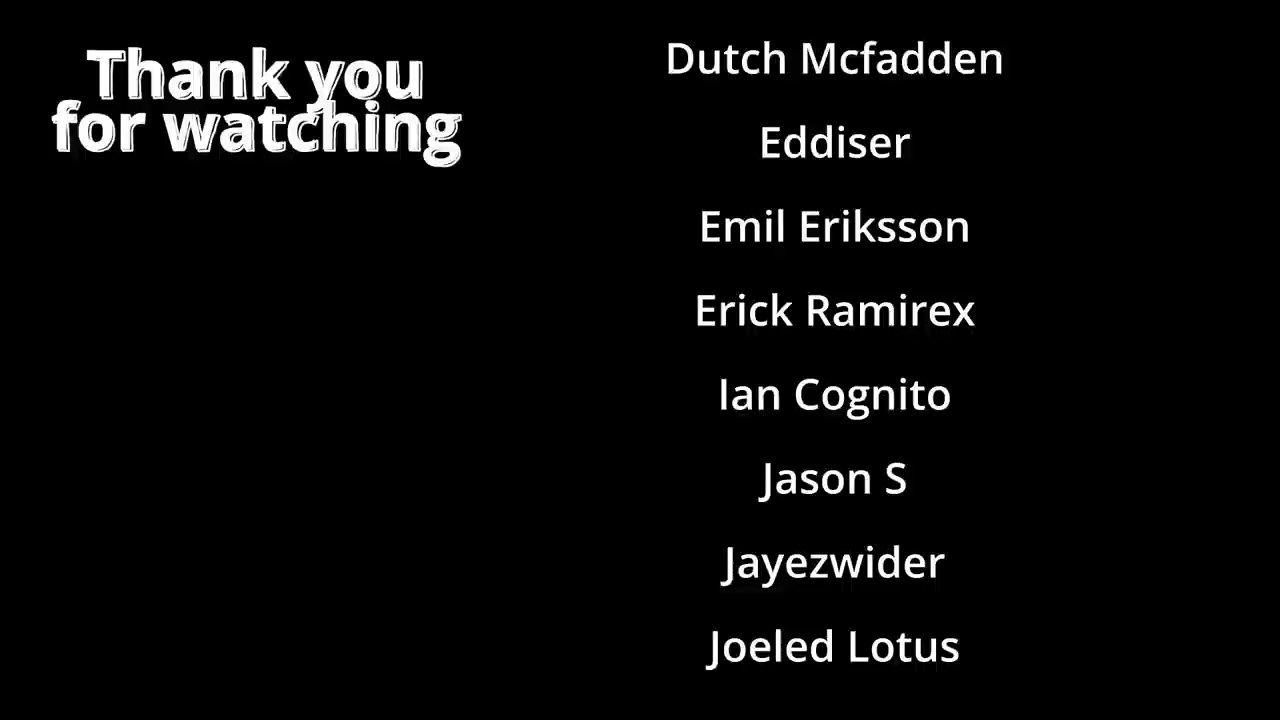 Thank you
for watching
Dutch Mcfadden
Eddiser
Emil Eriksson
Erick Ramirex
Ian Cognito
Jason S
Jayezwider
Joeled Lotus